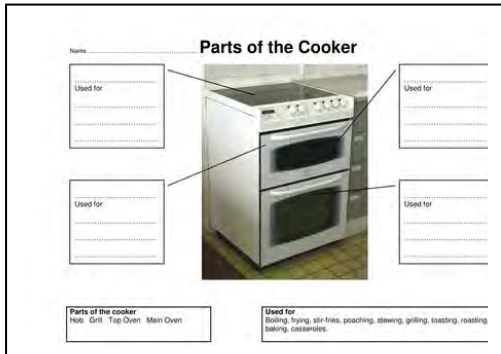 Name
Parts of the Cooker
Used for
Used for
Used for
Used for
Parts of the cooker
Hob Grill Top Oven Main Oven
Used for
Boiling, frying, stir-fries, poaching, stewing, grilling, toasting, roasting,
baking, casseroles.